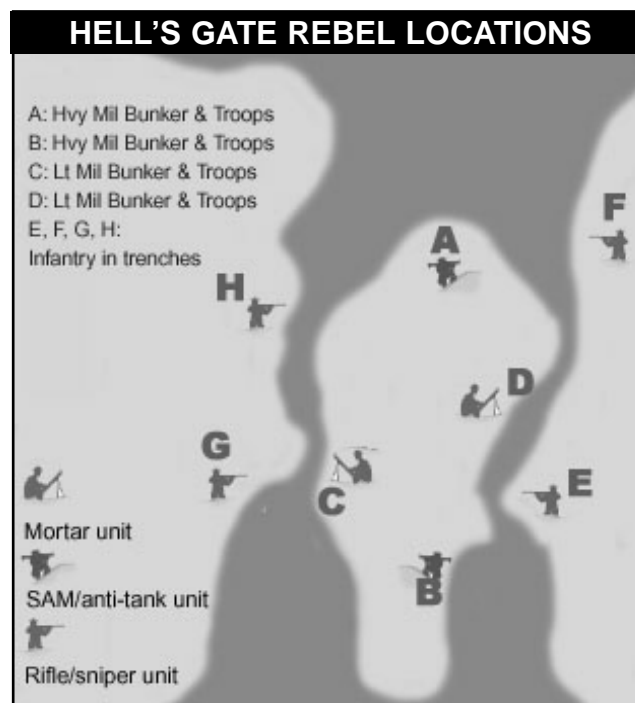 HELL'S GATE REBEL LOCATIONS
A: Hvy Mil Bunker & Troops
B: Hvy Mil Bunker & Troops
C: Lt Mil Bunker & Troops
D: Lt Mil Bunker & Troops
E, F, G, H:
Infantry in trenches
F
A
H
D
G
E
C
Mortar unit
B
SAM/anti-tank unit
Rifle/sniper unit